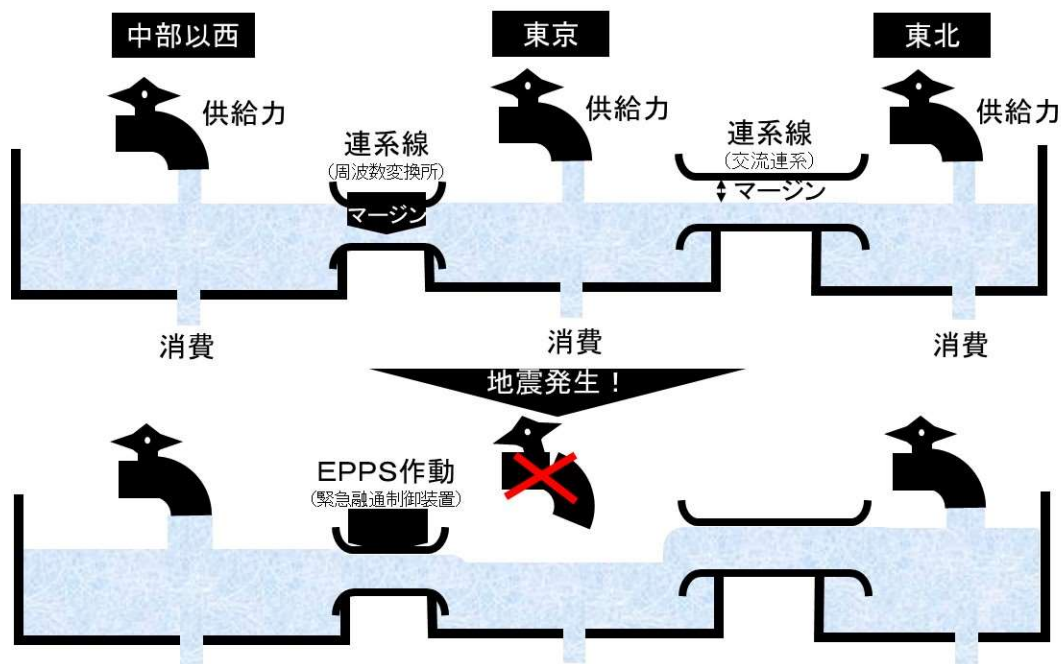 中部以西
東京
東北
供給力
供給力
供給力
連系線
(周波数変換所)
連系線
(交流連系)
マージン
マージン
消費
消費
消費
地震発生！
EPPS作動
(緊急融通制御装置)